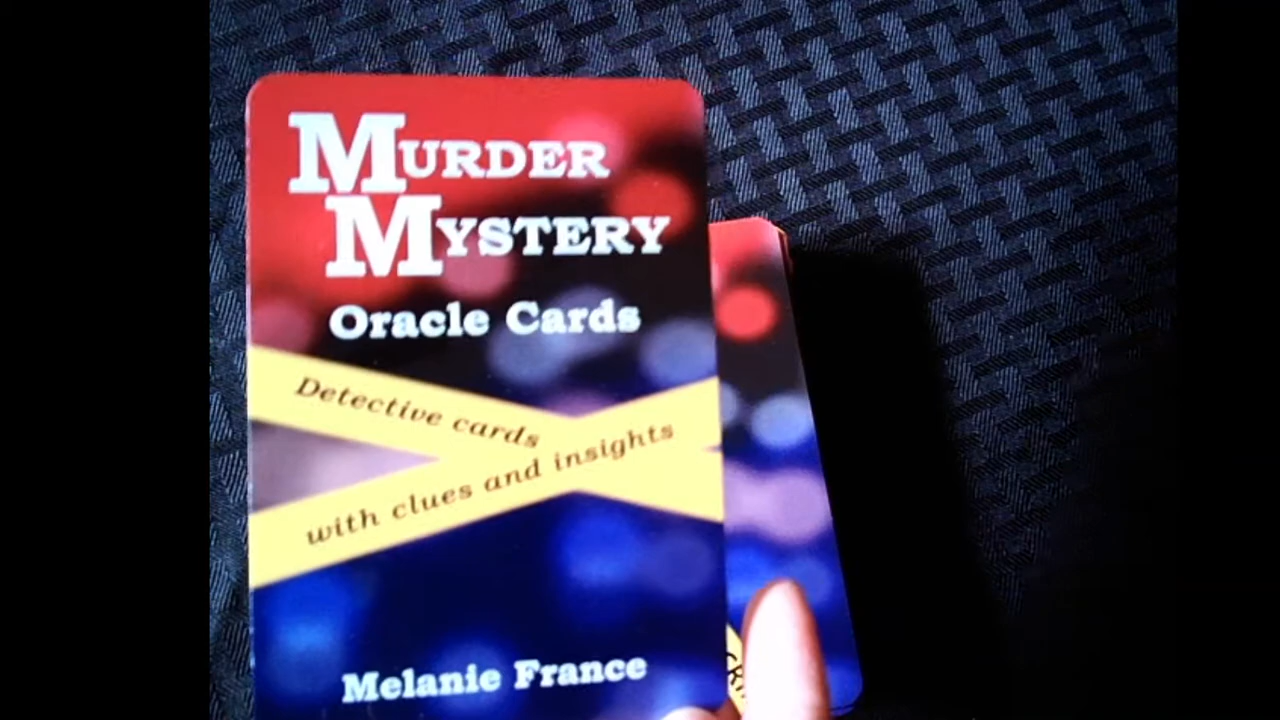 Murder
Mystery
Oracle Cards
Detective cards
with clues and insights
Melanie France